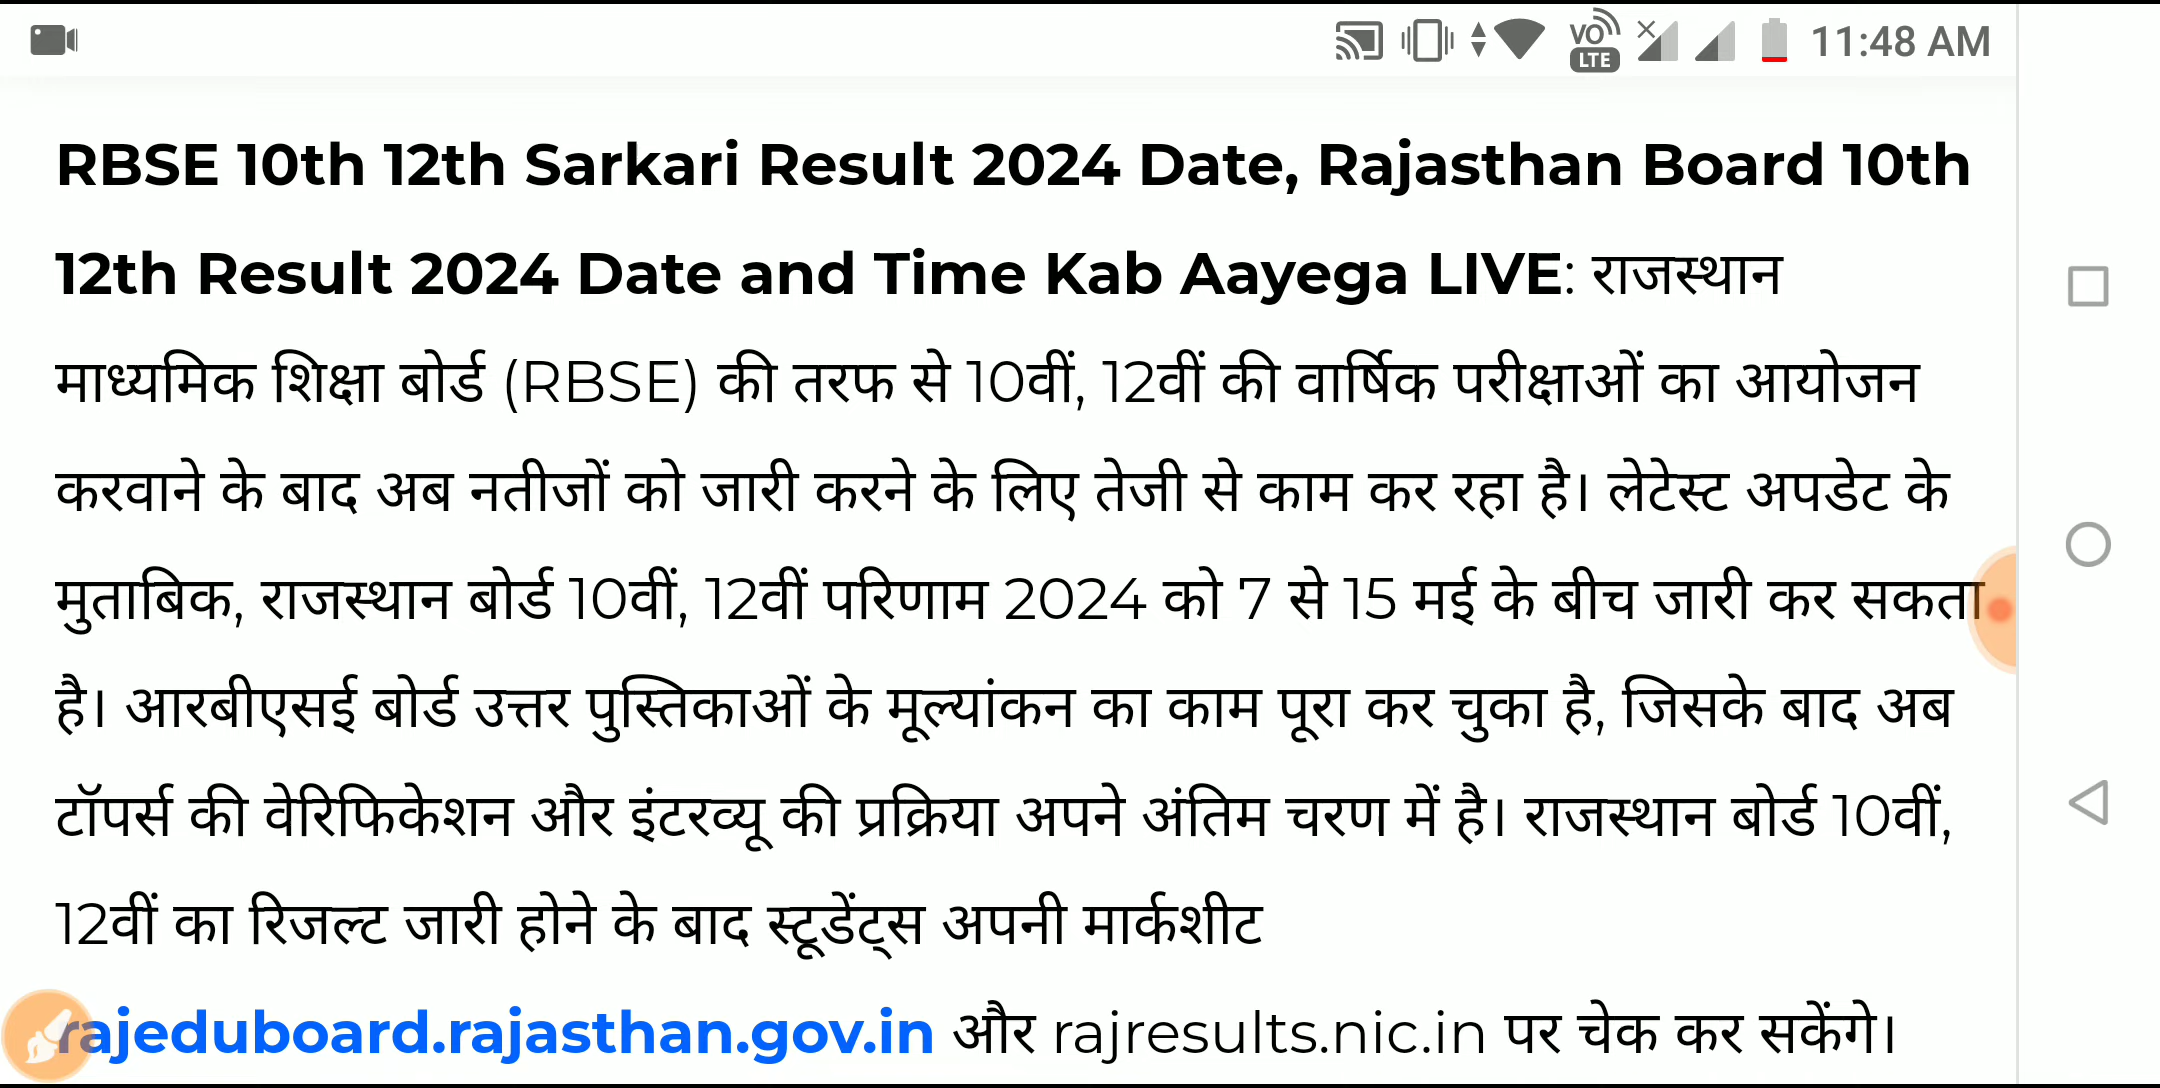 VO LTE 11:48 AM
RBSE 10th 12th Sarkari Result 2024 Date, Rajasthan Board 10th
12th Result 2024 Date and Time Kab Aayega LIVE: राजस्थान
माध्यमिक शिक्षा बोर्ड (RBSE) की तरफ से 10वीं, 12वीं की वार्षिक परीक्षाओं का आयोजन
करवाने के बाद अब नतीजों को जारी करने के लिए तेजी से काम कर रहा है। लेटेस्ट अपडेट के
मुताबिक, राजस्थान बोर्ड 10वीं, 12वीं परिणाम 2024 को 7 से 15 मई के बीच जारी कर सकता
है। आरबीएसई बोर्ड उत्तर पुस्तिकाओं के मूल्यांकन का काम पूरा कर चुका है, जिसके बाद अब
टॉपर्स की वेरिफिकेशन और इंटरव्यू की प्रक्रिया अपने अंतिम चरण में है। राजस्थान बोर्ड 10वीं,
12वीं का रिजल्ट जारी होने के बाद स्टूडेंट्स अपनी मार्कशीट
rajeduboard.rajasthan.gov.in और rajresults.nic.in पर चेक कर सकेंगे।